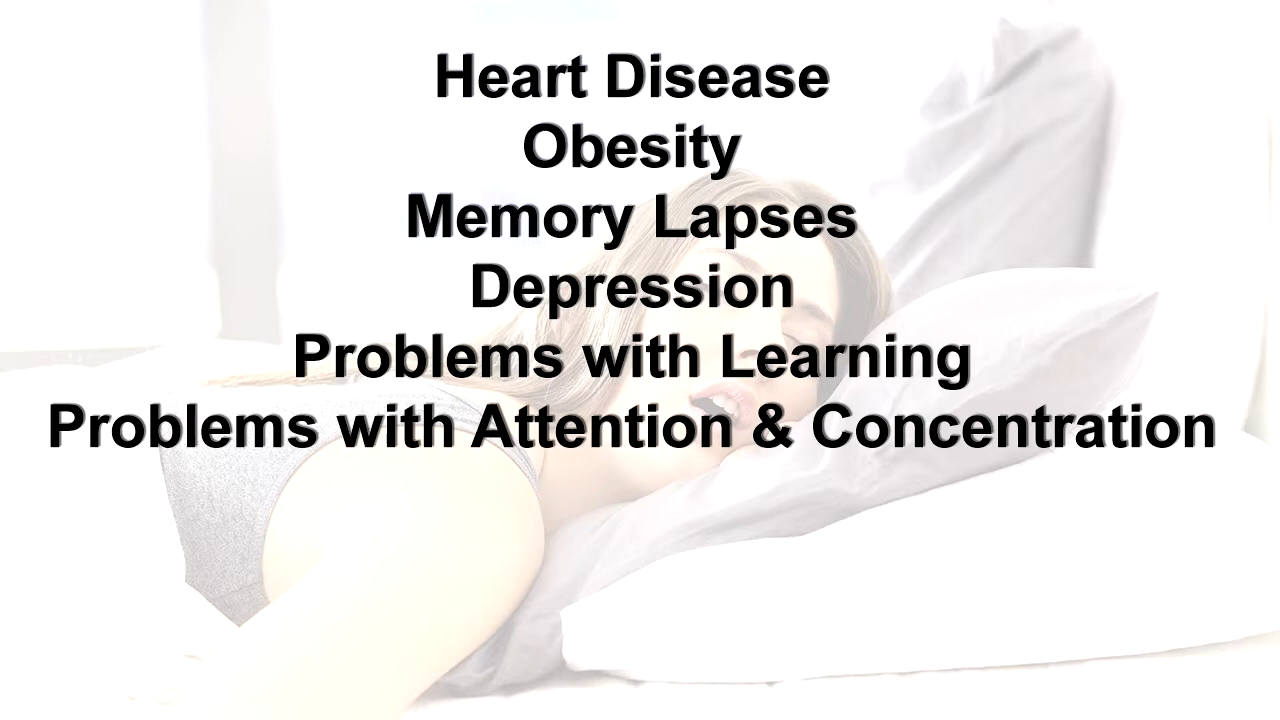 Heart Disease
Obesity
Memory Lapses
Depression
Problems with Learning
Problems with Attention & Concentration